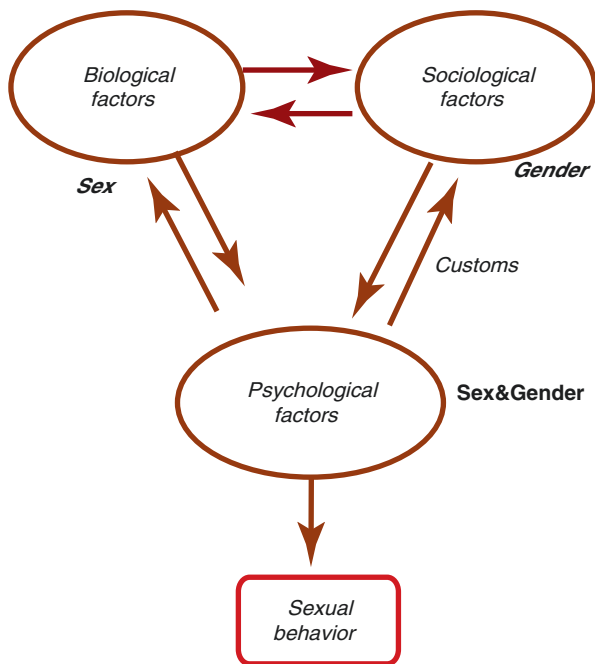 Biological
factors
Sociological
factors
Sex
Gender
Customs
Psychological
factors
Sex&Gender
Sexual
behavior